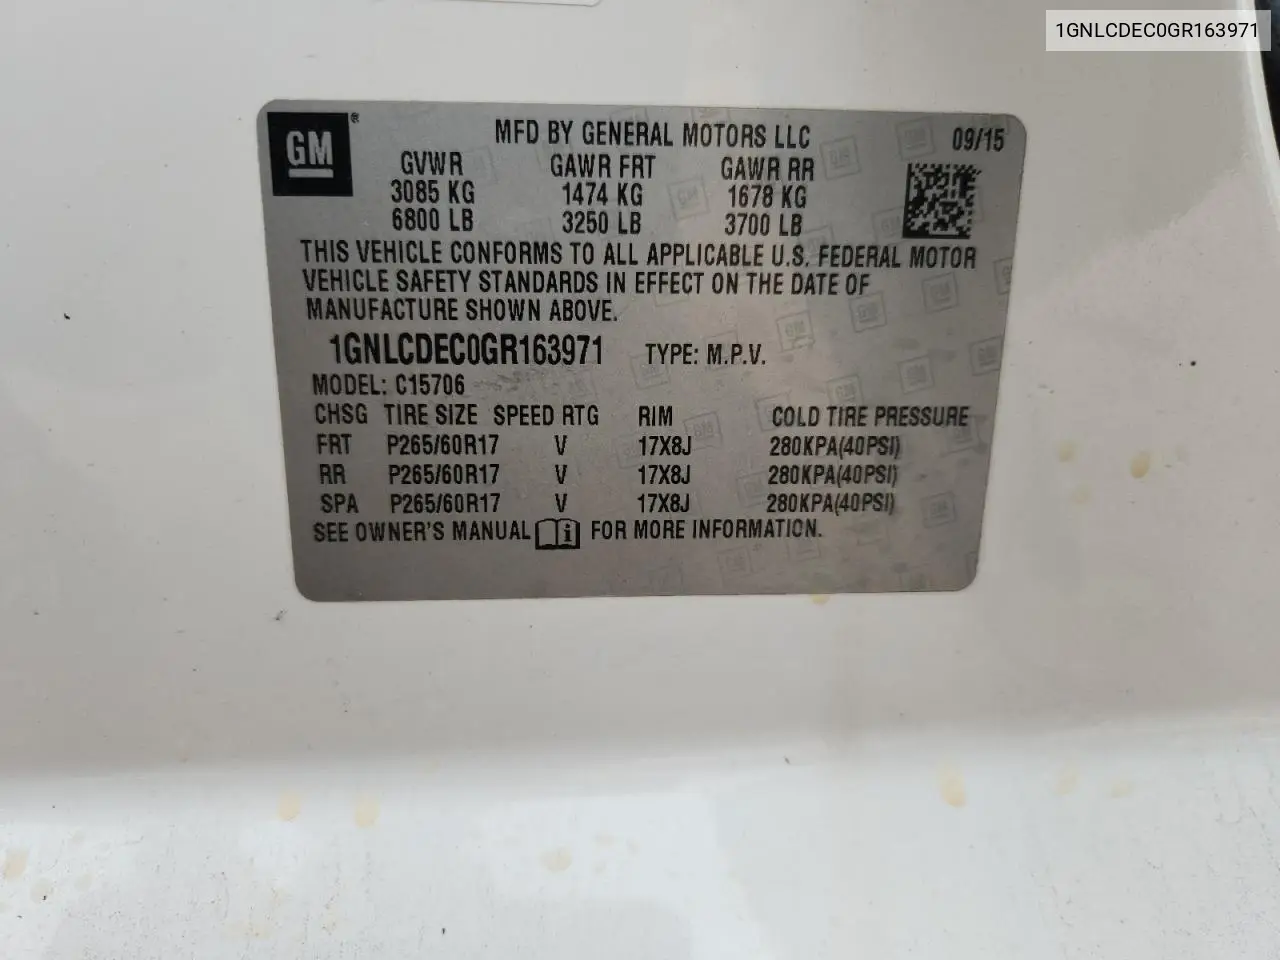 1GNLCDEC0GR163971
GM®
MFD BY GENERAL MOTORS LLC 09/15
GVWR GAWR FRT GAWR RR
3085 KG 1474 KG 1678 KG
6800 LB 3250 LB 3700 LB
THIS VEHICLE CONFORMS TO ALL APPLICABLE U.S. FEDERAL MOTOR
VEHICLE SAFETY STANDARDS IN EFFECT ON THE DATE OF
MANUFACTURE SHOWN ABOVE.
1GNLCDEC0GR163971 TYPE: M.P.V.
MODEL: C15706
CHSG TIRE SIZE SPEED RTG RIM COLD TIRE PRESSURE
FRT P265/60R17 V 17X8J 280KPA(40PSI)
RR P265/60R17 V 17X8J 280KPA(40PSI)
SPA P265/60R17 V 17X8J 280KPA(40PSI)
SEE OWNER'S MANUAL i FOR MORE INFORMATION.